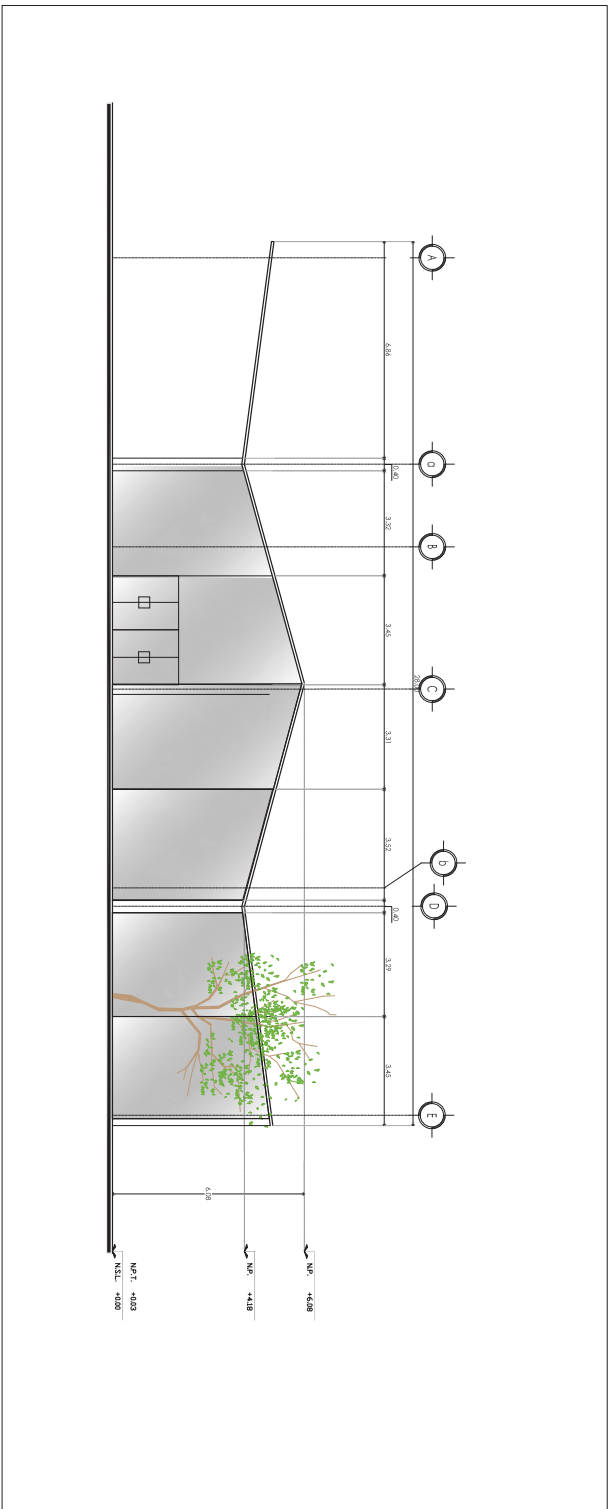 A
a
B
C
b
D
E
6.86
0.40
3.32
3.45
3.31
3.52
0.40
3.29
3.45
6.08
N.P. +6.08
N.P. +4.18
N.P.T. +0.03
N.S.L. +0.00